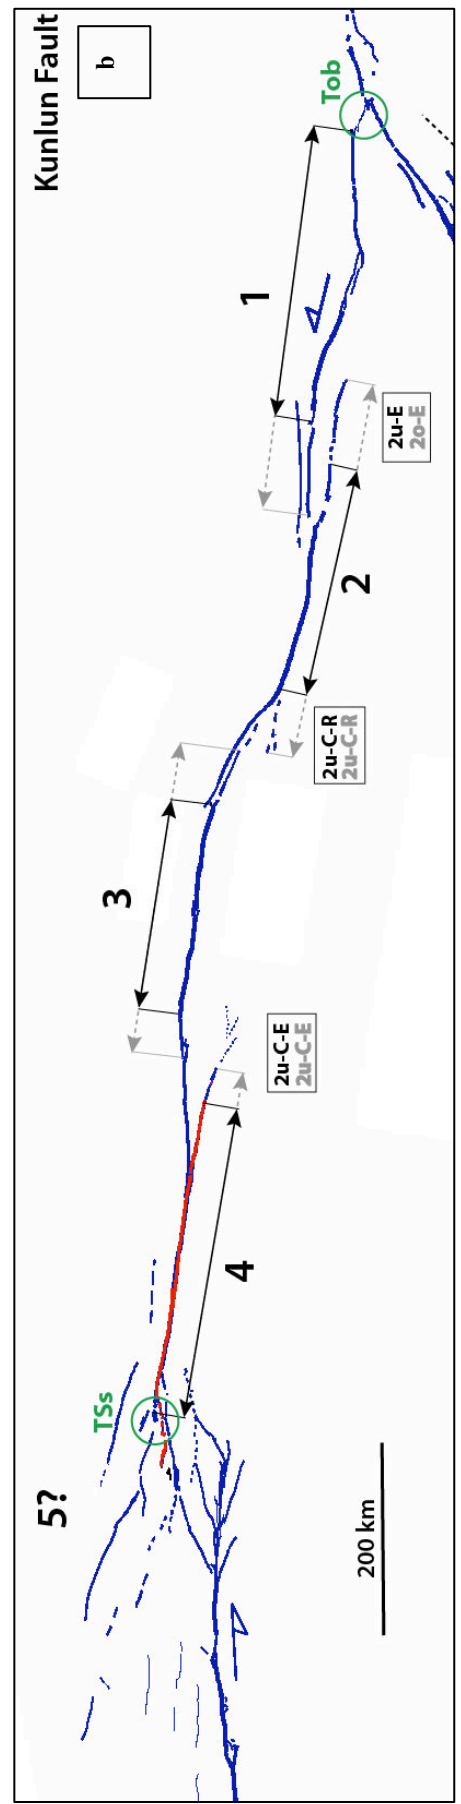 Kunlun Fault
b
5?
TSs
4
2u-C-E
2u-C-E
3
2u-C-R
2u-C-R
2
2u-E
2o-E
1
Tob
200 km